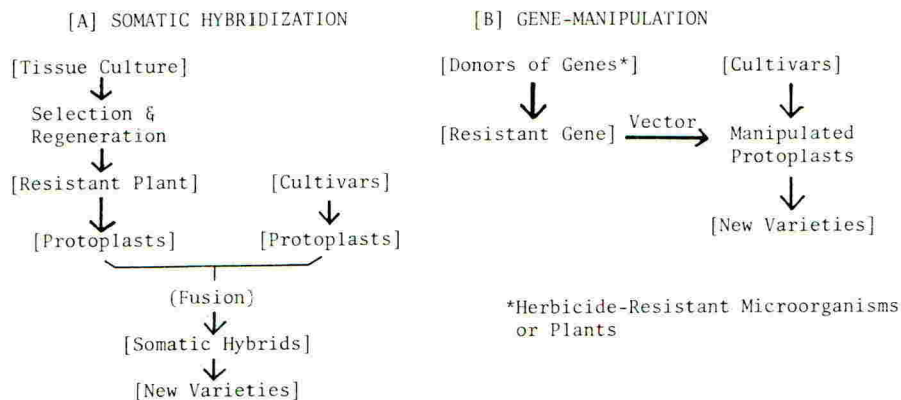 [A] SOMATIC HYBRIDIZATION
[Tissue Culture]
Selection &
Regeneration
[Resistant Plant]
[Cultivars]
[Protoplasts]
[Protoplasts]
(Fusion)
[Somatic Hybrids]
[New Varieties]
[B] GENE-MANIPULATION
[Donors of Genes*]
[Cultivars]
[Resistant Gene]
Vector
Manipulated
Protoplasts
[New Varieties]
*Herbicide-Resistant Microorganisms
or Plants